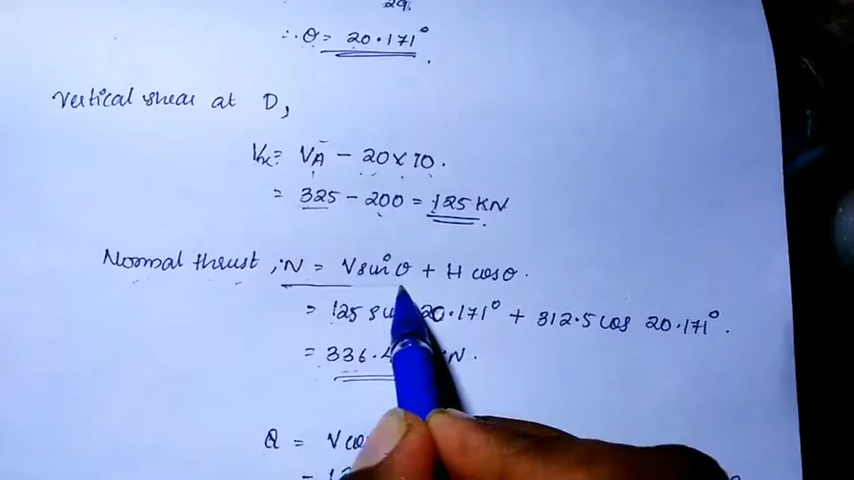 29.
∴ θ = 20.171°.
Vertical shear at D,
Vx = VA − 20×10.
= 325 − 200 = 125 KN.
Normal thrust, N = V sin θ + H cos θ.
= 125 20.171° + 312.5 cos 20.171°.
= 336.
Q = V
=